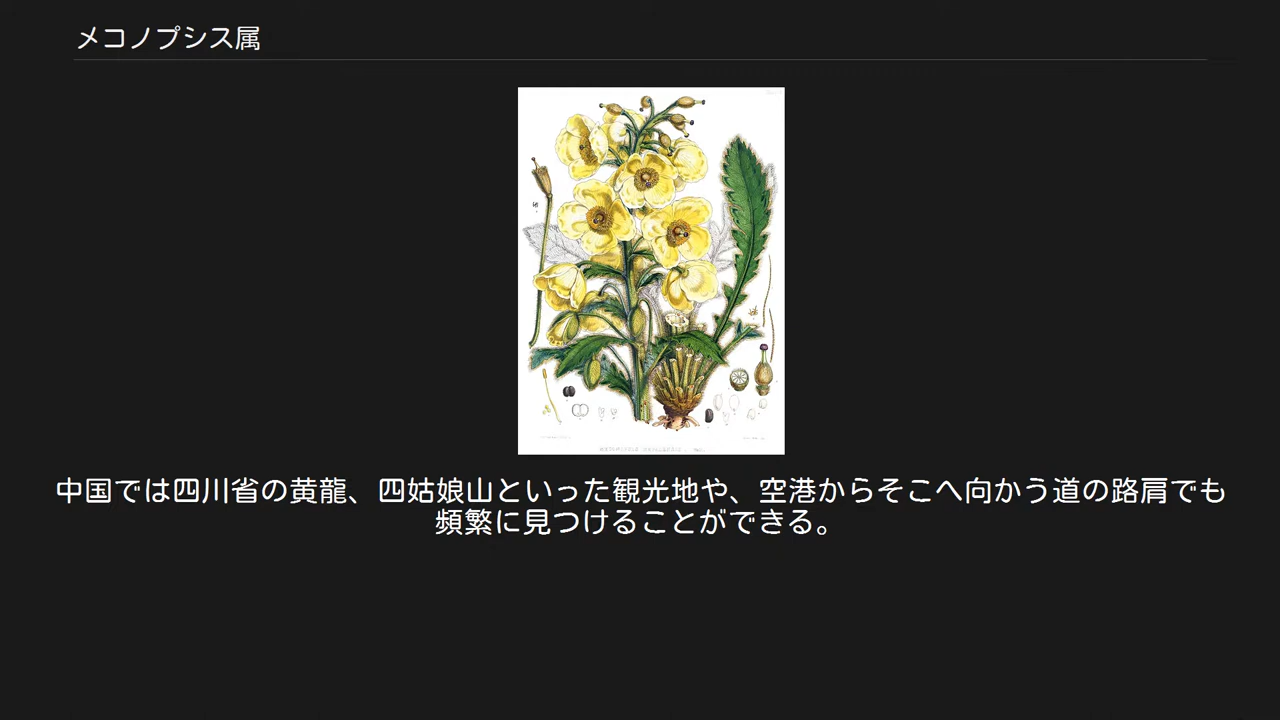 メコノプシス属
中国では四川省の黄龍、四姑娘山といった観光地や、空港からそこへ向かう道の路肩でも
頻繁に見つけることができる。